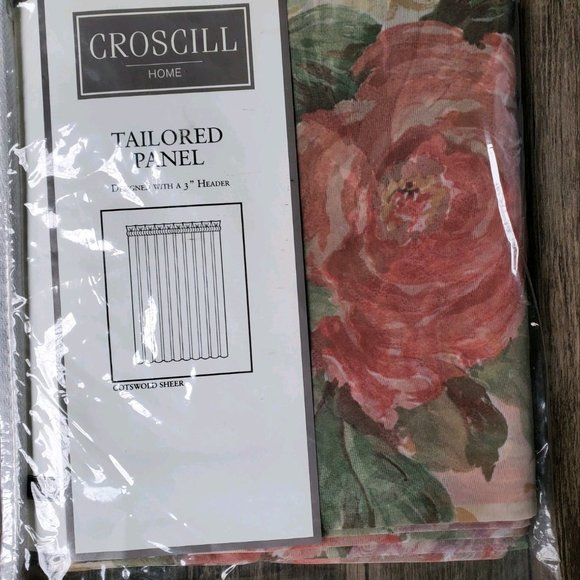 CROSCILL
HOME
TAILORED
PANEL
DESIGNED WITH A 3" HEADER
COTSWOLD SHEER